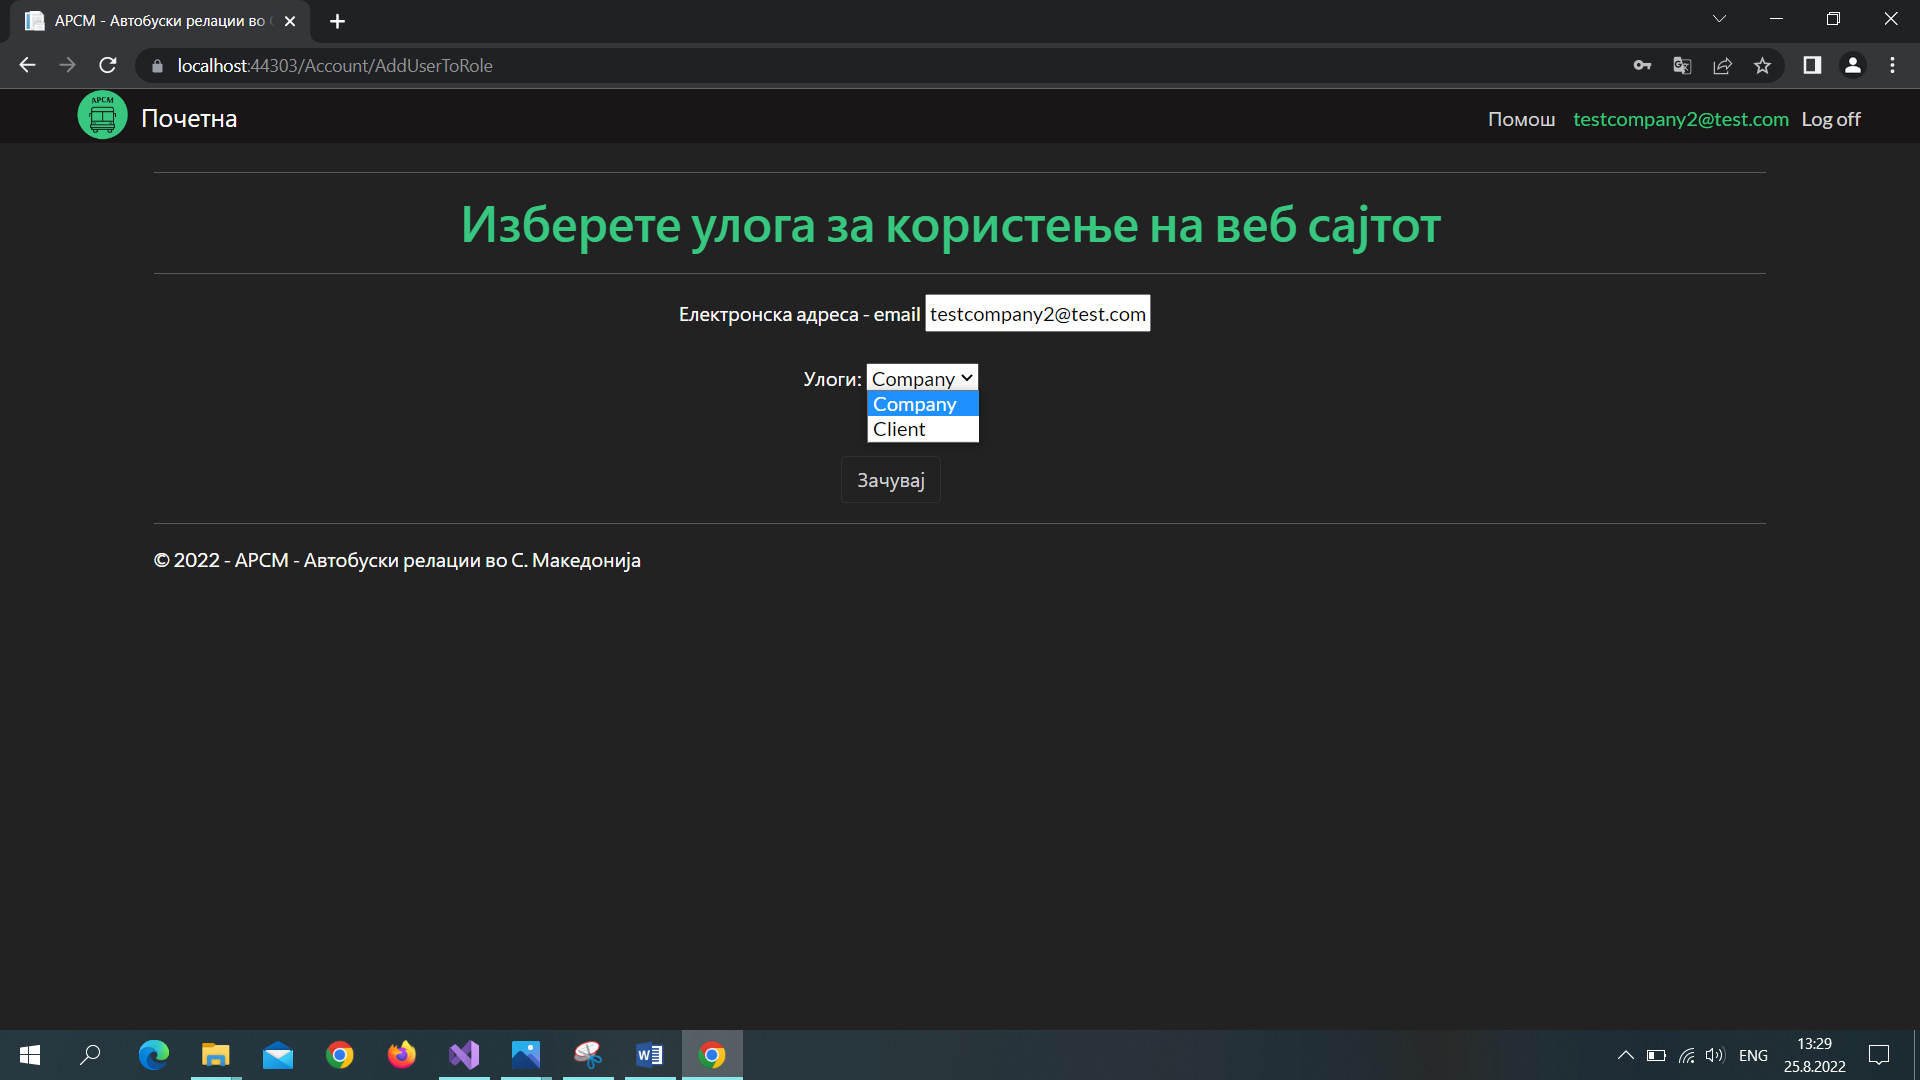 АРСМ - Автобуски релации во
localhost:44303/Account/AddUserToRole
АРСМ
Почетна
Помош testcompany2@test.com Log off
Изберете улога за користење на веб сајтот
Електронска адреса - email testcompany2@test.com
Улоги: Company
Company
Client
Зачувај
© 2022 - АРСМ - Автобуски релации во С. Македонија
ENG
13:29
25.8.2022